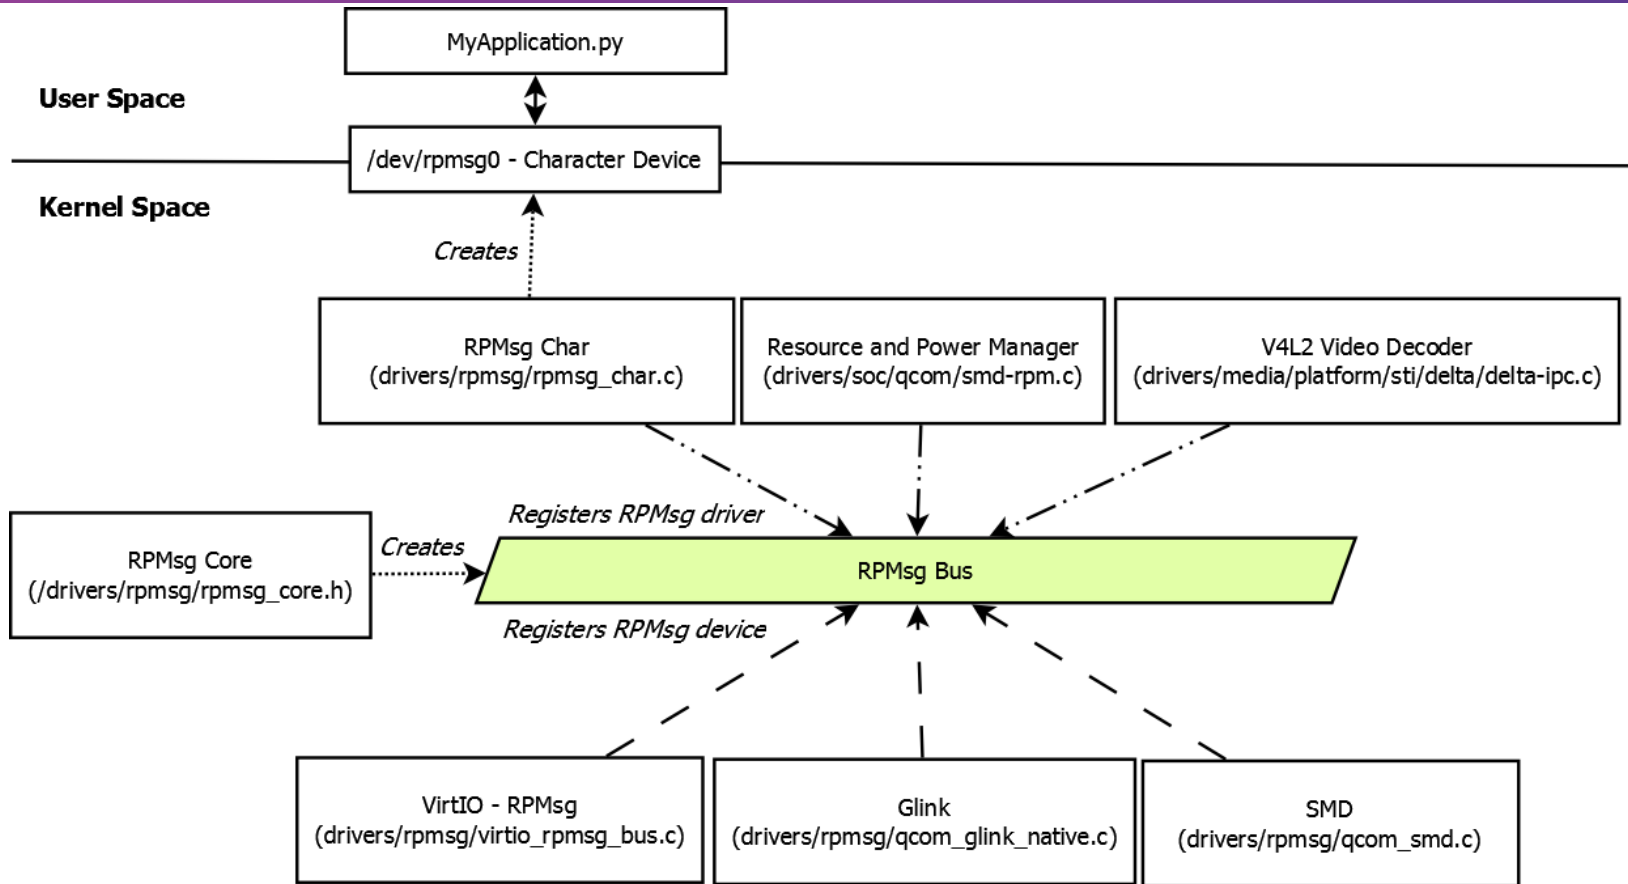 MyApplication.py
User Space
/dev/rpmsg0 - Character Device
Kernel Space
Creates
RPMsg Char
(drivers/rpmsg/rpmsg_char.c)
Resource and Power Manager
(drivers/soc/qcom/smd-rpm.c)
V4L2 Video Decoder
(drivers/media/platform/sti/delta/delta-ipc.c)
Registers RPMsg driver
RPMsg Core
(/drivers/rpmsg/rpmsg_core.h)
Creates
RPMsg Bus
Registers RPMsg device
VirtIO - RPMsg
(drivers/rpmsg/virtio_rpmsg_bus.c)
Glink
(drivers/rpmsg/qcom_glink_native.c)
SMD
(drivers/rpmsg/qcom_smd.c)